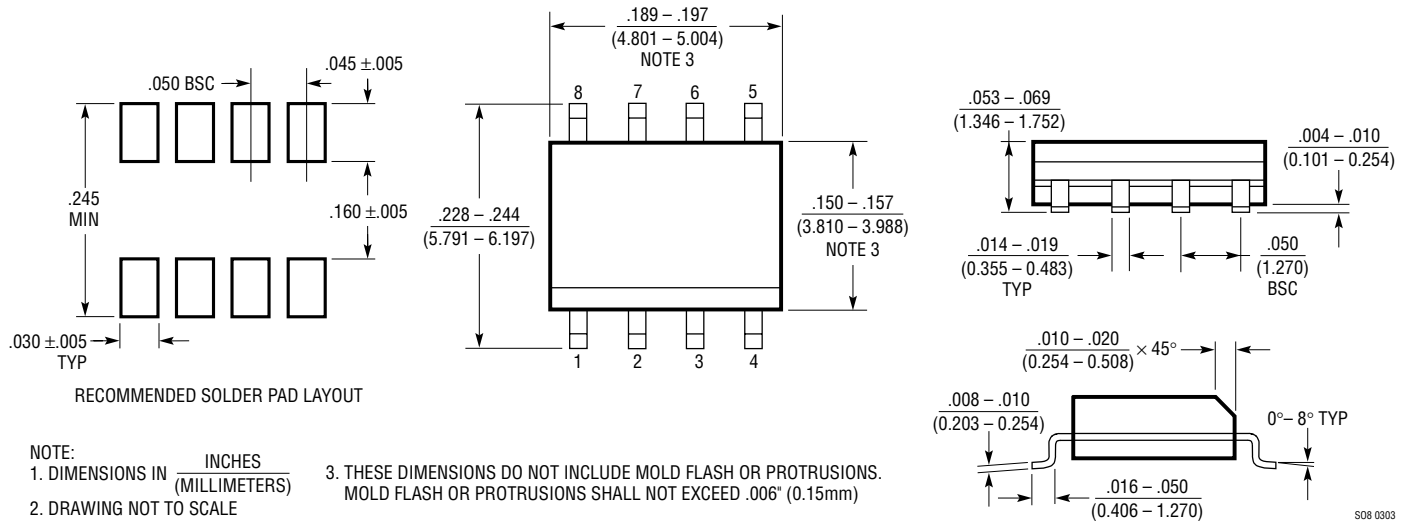 .050 BSC
.045 ±.005
.245
MIN
.160 ±.005
.030 ±.005
TYP
RECOMMENDED SOLDER PAD LAYOUT
.189 – .197
(4.801 – 5.004)
NOTE 3
8 7 6 5
.228 – .244
(5.791 – 6.197)
.150 – .157
(3.810 – 3.988)
NOTE 3
1 2 3 4
.053 – .069
(1.346 – 1.752)
.004 – .010
(0.101 – 0.254)
.014 – .019
(0.355 – 0.483)
TYP
.050
(1.270)
BSC
.010 – .020
(0.254 – 0.508)
× 45°
.008 – .010
(0.203 – 0.254)
0°– 8° TYP
.016 – .050
(0.406 – 1.270)
NOTE:
1. DIMENSIONS IN
INCHES
(MILLIMETERS)
2. DRAWING NOT TO SCALE
3. THESE DIMENSIONS DO NOT INCLUDE MOLD FLASH OR PROTRUSIONS.
MOLD FLASH OR PROTRUSIONS SHALL NOT EXCEED .006" (0.15mm)
SO8 0303